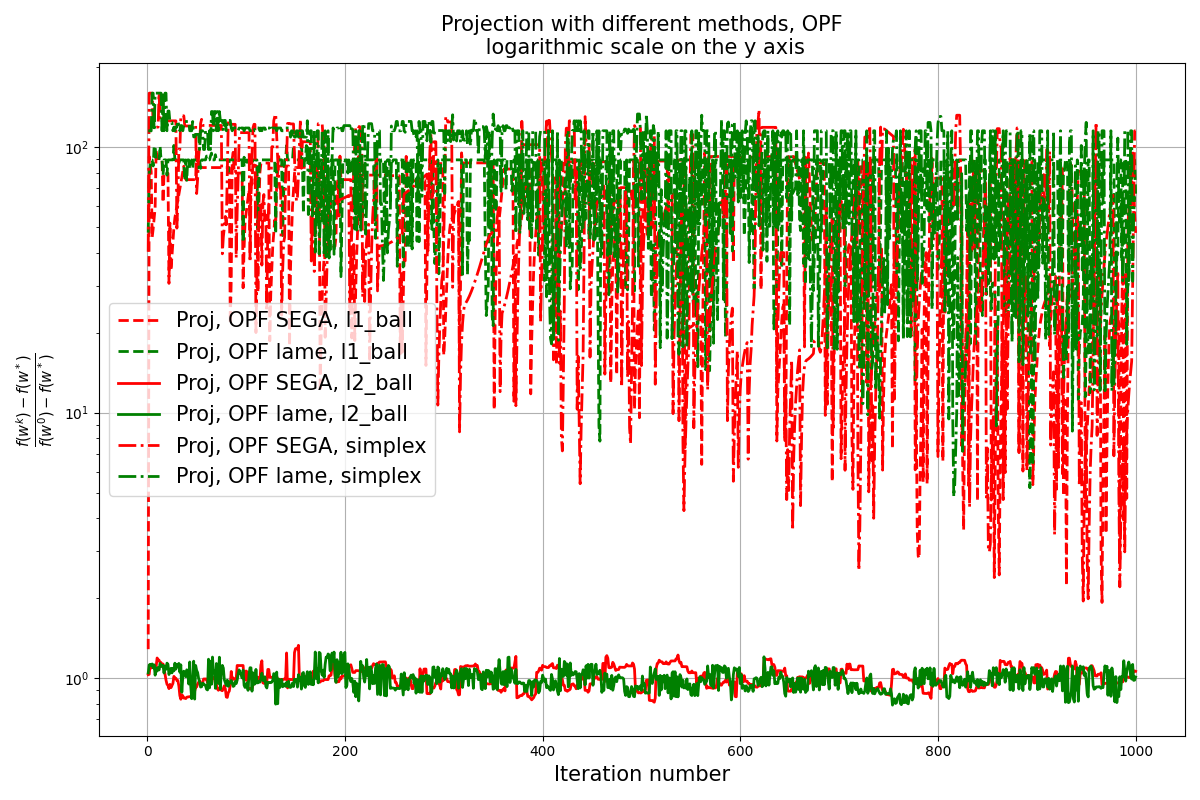 Projection with different methods, OPF
logarithmic scale on the y axis
f(w^k) − f(w^*)
f(w^0) − f(w^*)
10^2
10^1
10^0
Proj, OPF SEGA, l1_ball
Proj, OPF lame, l1_ball
Proj, OPF SEGA, l2_ball
Proj, OPF lame, l2_ball
Proj, OPF SEGA, simplex
Proj, OPF lame, simplex
0 200 400 600 800 1000
Iteration number